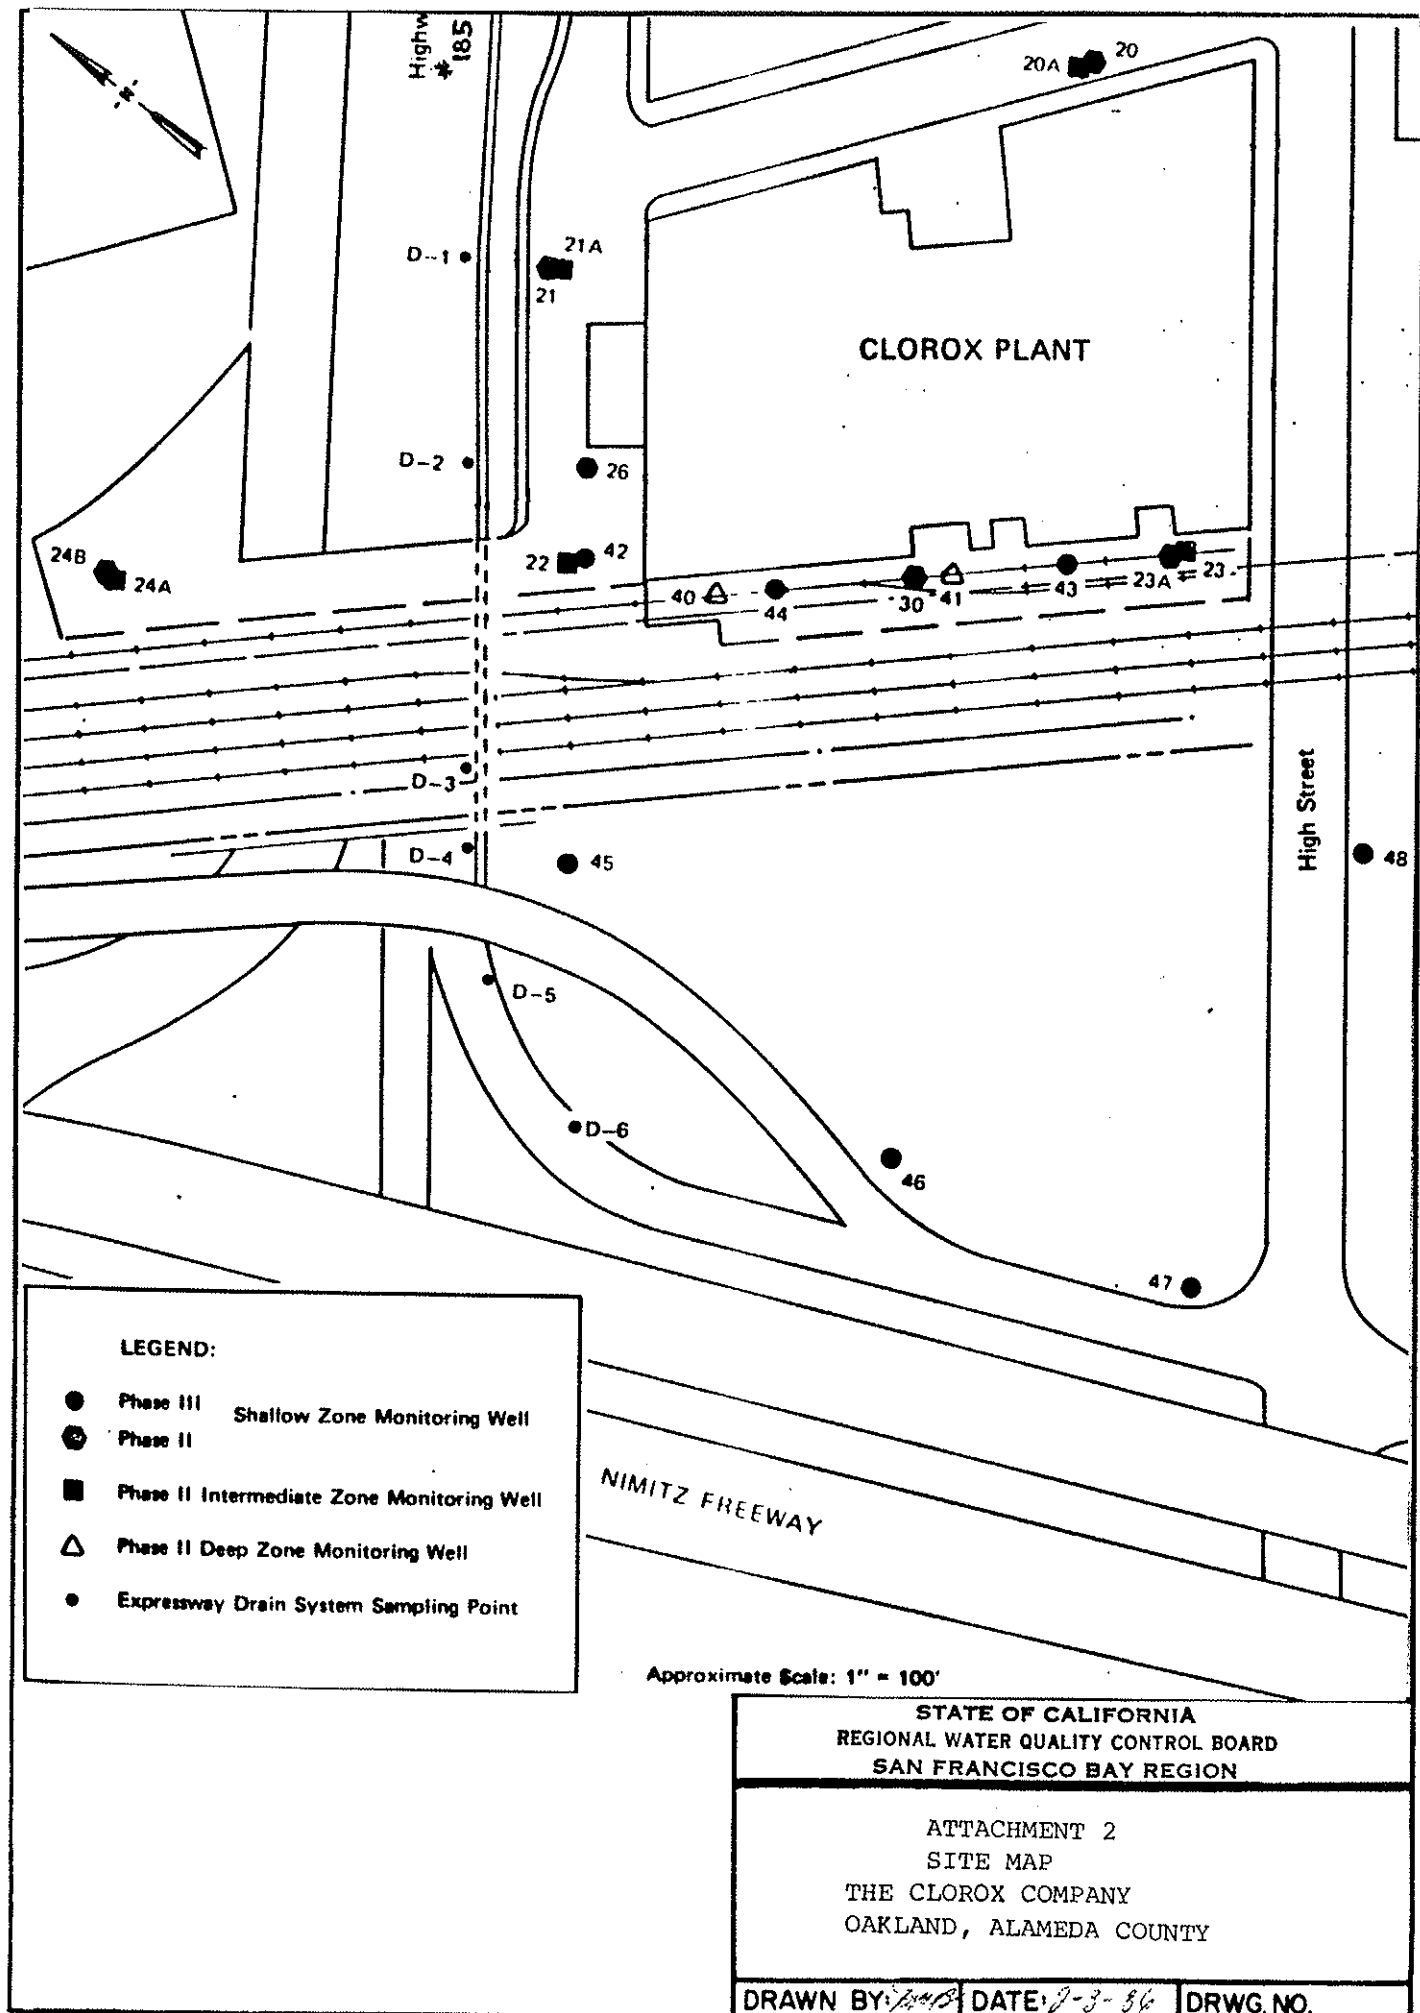 Highw
* 185
20A
20
D-1
21A
21
CLOROX PLANT
D-2
26
24B
24A
22
42
40
44
30
41
43
23A
23
D-3
D-4
45
High Street
48
D-5
D-6
46
47
LEGEND:
Phase III
Shallow Zone Monitoring Well
Phase II
Phase II Intermediate Zone Monitoring Well
Phase II Deep Zone Monitoring Well
Expressway Drain System Sampling Point
NIMITZ FREEWAY
Approximate Scale: 1" = 100'
STATE OF CALIFORNIA
REGIONAL WATER QUALITY CONTROL BOARD
SAN FRANCISCO BAY REGION
ATTACHMENT 2
SITE MAP
THE CLOROX COMPANY
OAKLAND, ALAMEDA COUNTY
DRAWN BY: DATE: 2-3-86 DRWG. NO.